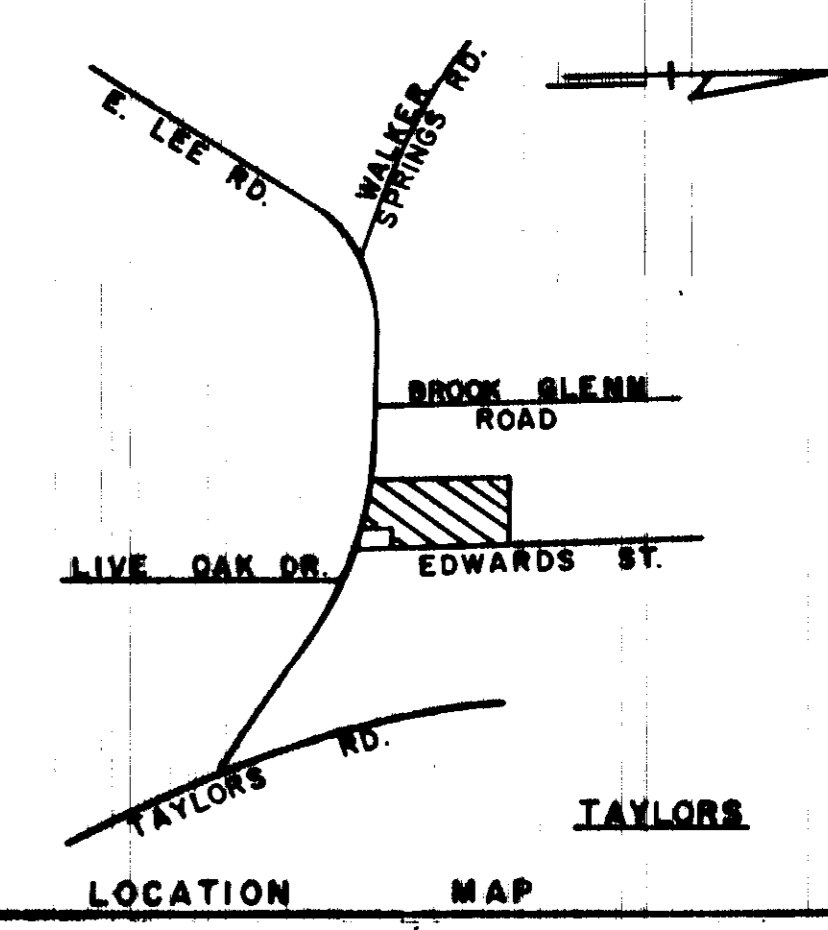 E. LEE RD.
WALKER
SPRINGS RD.
BROOK GLENN
ROAD
LIVE OAK DR.
EDWARDS ST.
TAYLORS RD.
TAYLORS
LOCATION MAP